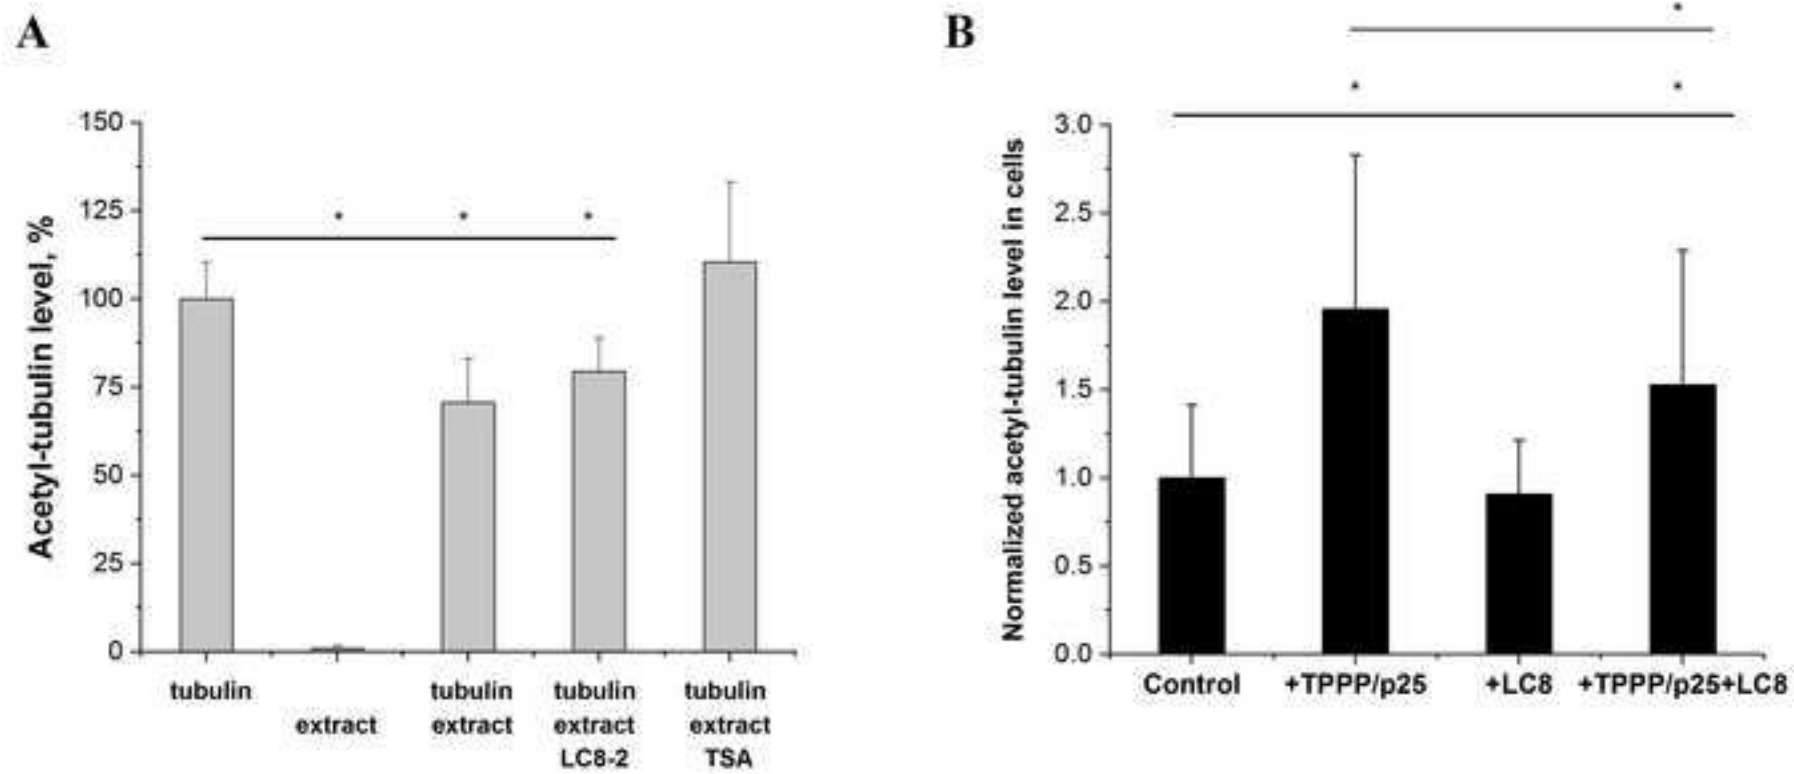 A
Acetyl-tubulin level, %
150
125
100
75
50
25
0
* * *
tubulin tubulin tubulin tubulin
extract extract extract extract
LC8-2 TSA
B
Normalized acetyl-tubulin level in cells
*
* *
3.0
2.5
2.0
1.5
1.0
0.5
0.0
Control +TPPP/p25 +LC8 +TPPP/p25+LC8